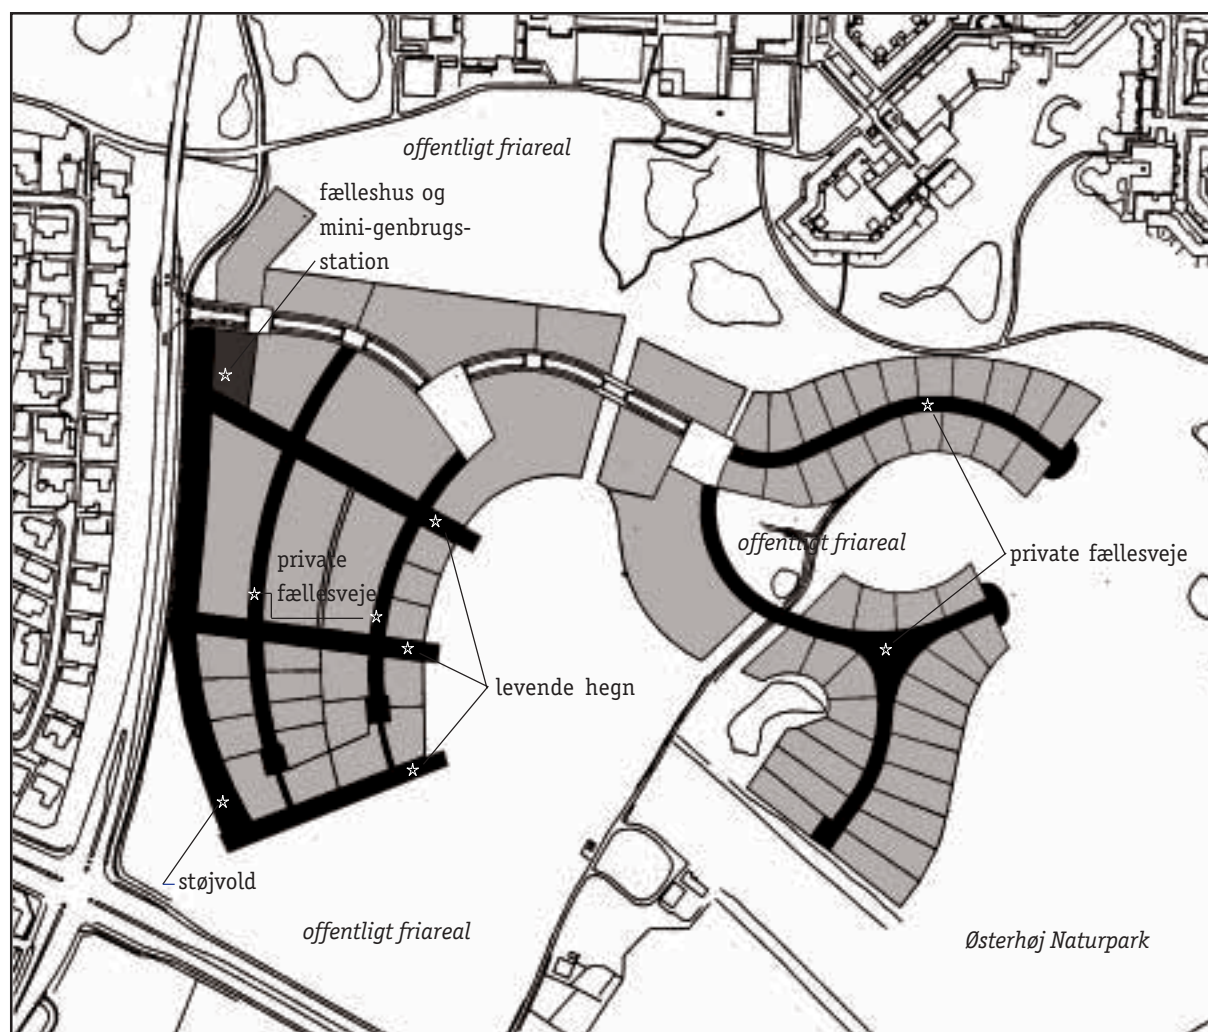 offentligt friareal
fælleshus og
mini-genbrugs-
station
private
fællesveje
offentligt friareal
private fællesveje
levende hegn
støjvold
offentligt friareal
Østerhøj Naturpark